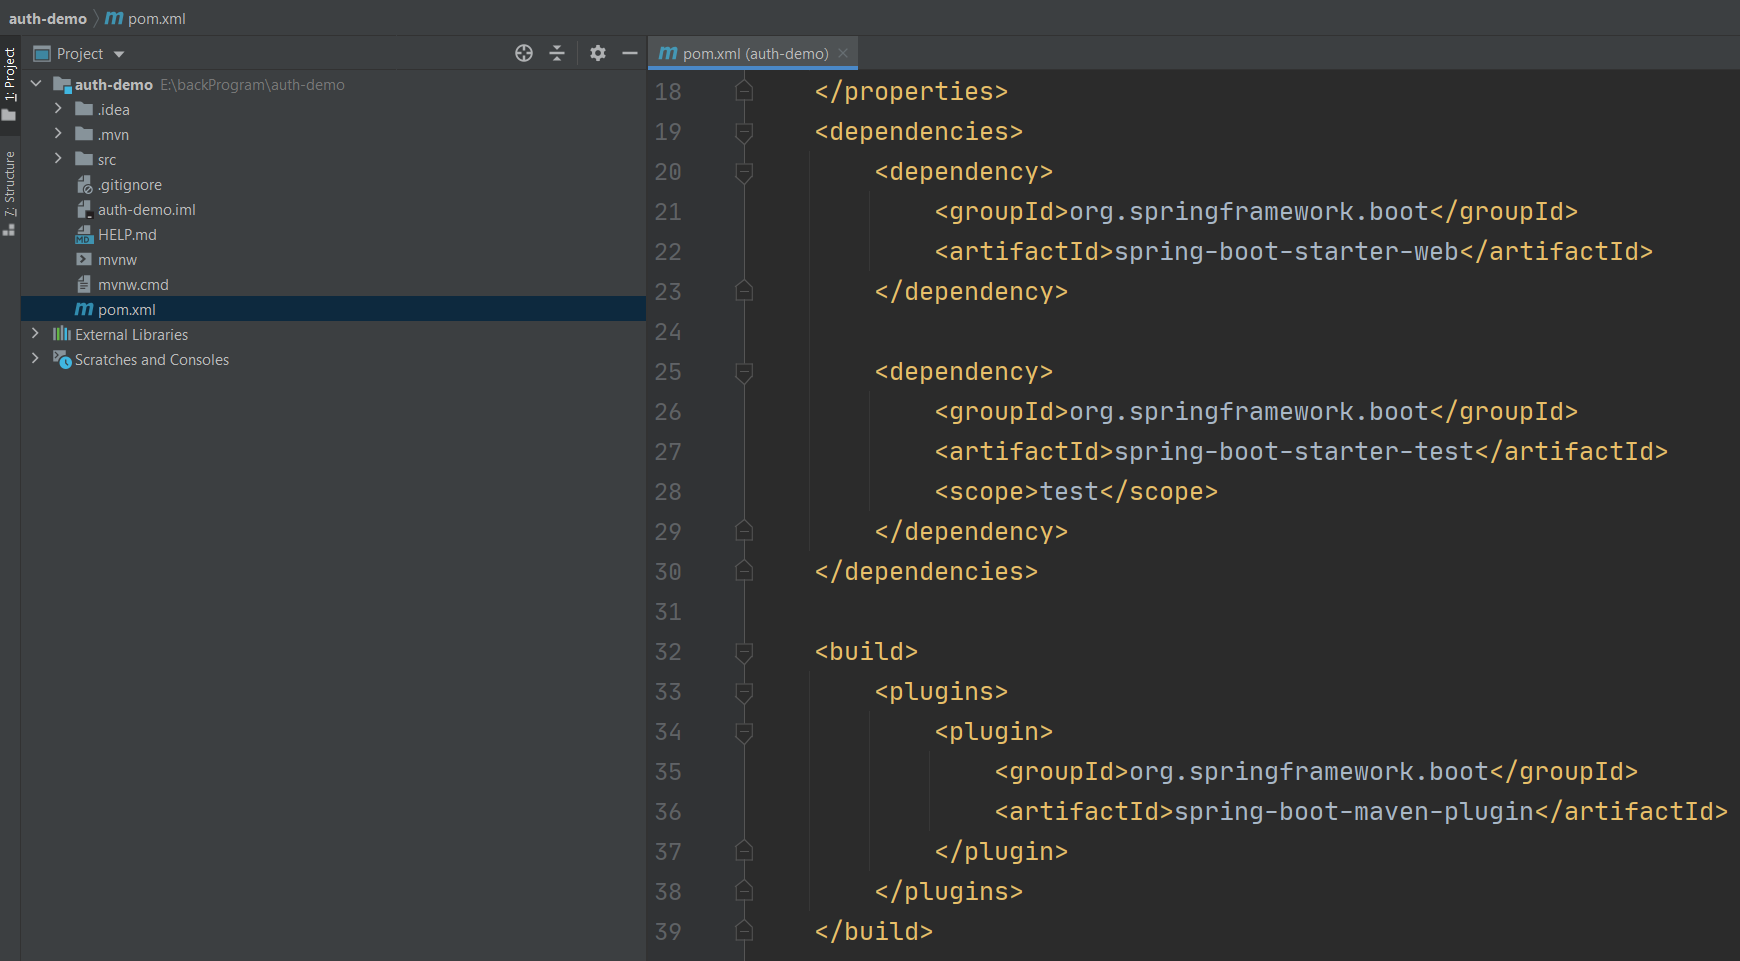 auth-demo pom.xml
1: Project
7: Structure
Project
auth-demo E:\backProgram\auth-demo
.idea
.mvn
src
.gitignore
auth-demo.iml
HELP.md
mvnw
mvnw.cmd
pom.xml
External Libraries
Scratches and Consoles
pom.xml (auth-demo)
18 </properties>
19 <dependencies>
20 <dependency>
21 <groupId>org.springframework.boot</groupId>
22 <artifactId>spring-boot-starter-web</artifactId>
23 </dependency>
24
25 <dependency>
26 <groupId>org.springframework.boot</groupId>
27 <artifactId>spring-boot-starter-test</artifactId>
28 <scope>test</scope>
29 </dependency>
30 </dependencies>
31
32 <build>
33 <plugins>
34 <plugin>
35 <groupId>org.springframework.boot</groupId>
36 <artifactId>spring-boot-maven-plugin</artifactId>
37 </plugin>
38 </plugins>
39 </build>